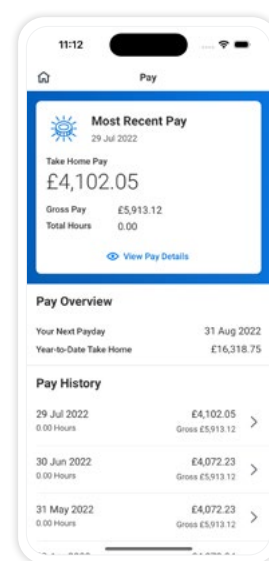 11:12
Pay
Most Recent Pay
29 Jul 2022
Take Home Pay
£4,102.05
Gross Pay £5,913.12
Total Hours 0.00
View Pay Details
Pay Overview
Your Next Payday 31 Aug 2022
Year-to-Date Take Home £16,318.75
Pay History
29 Jul 2022 £4,102.05
0.00 Hours Gross £5,913.12
30 Jun 2022 £4,072.23
0.00 Hours Gross £5,913.12
31 May 2022 £4,072.23
0.00 Hours Gross £5,913.12